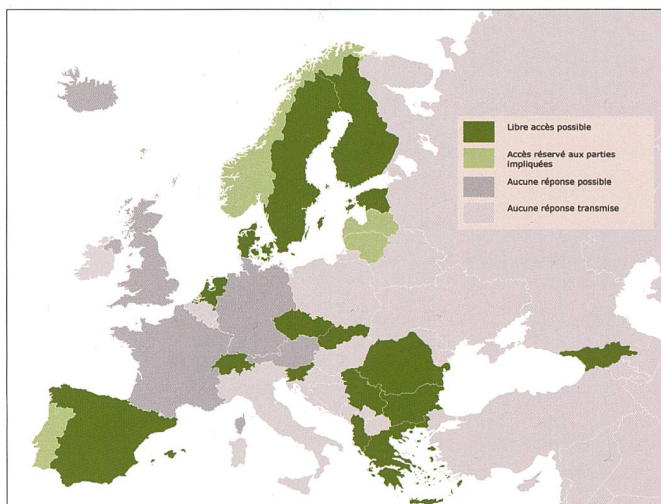 Libre accès possible
Accès réservé aux parties
impliquées
Aucune réponse possible
Aucune réponse transmise